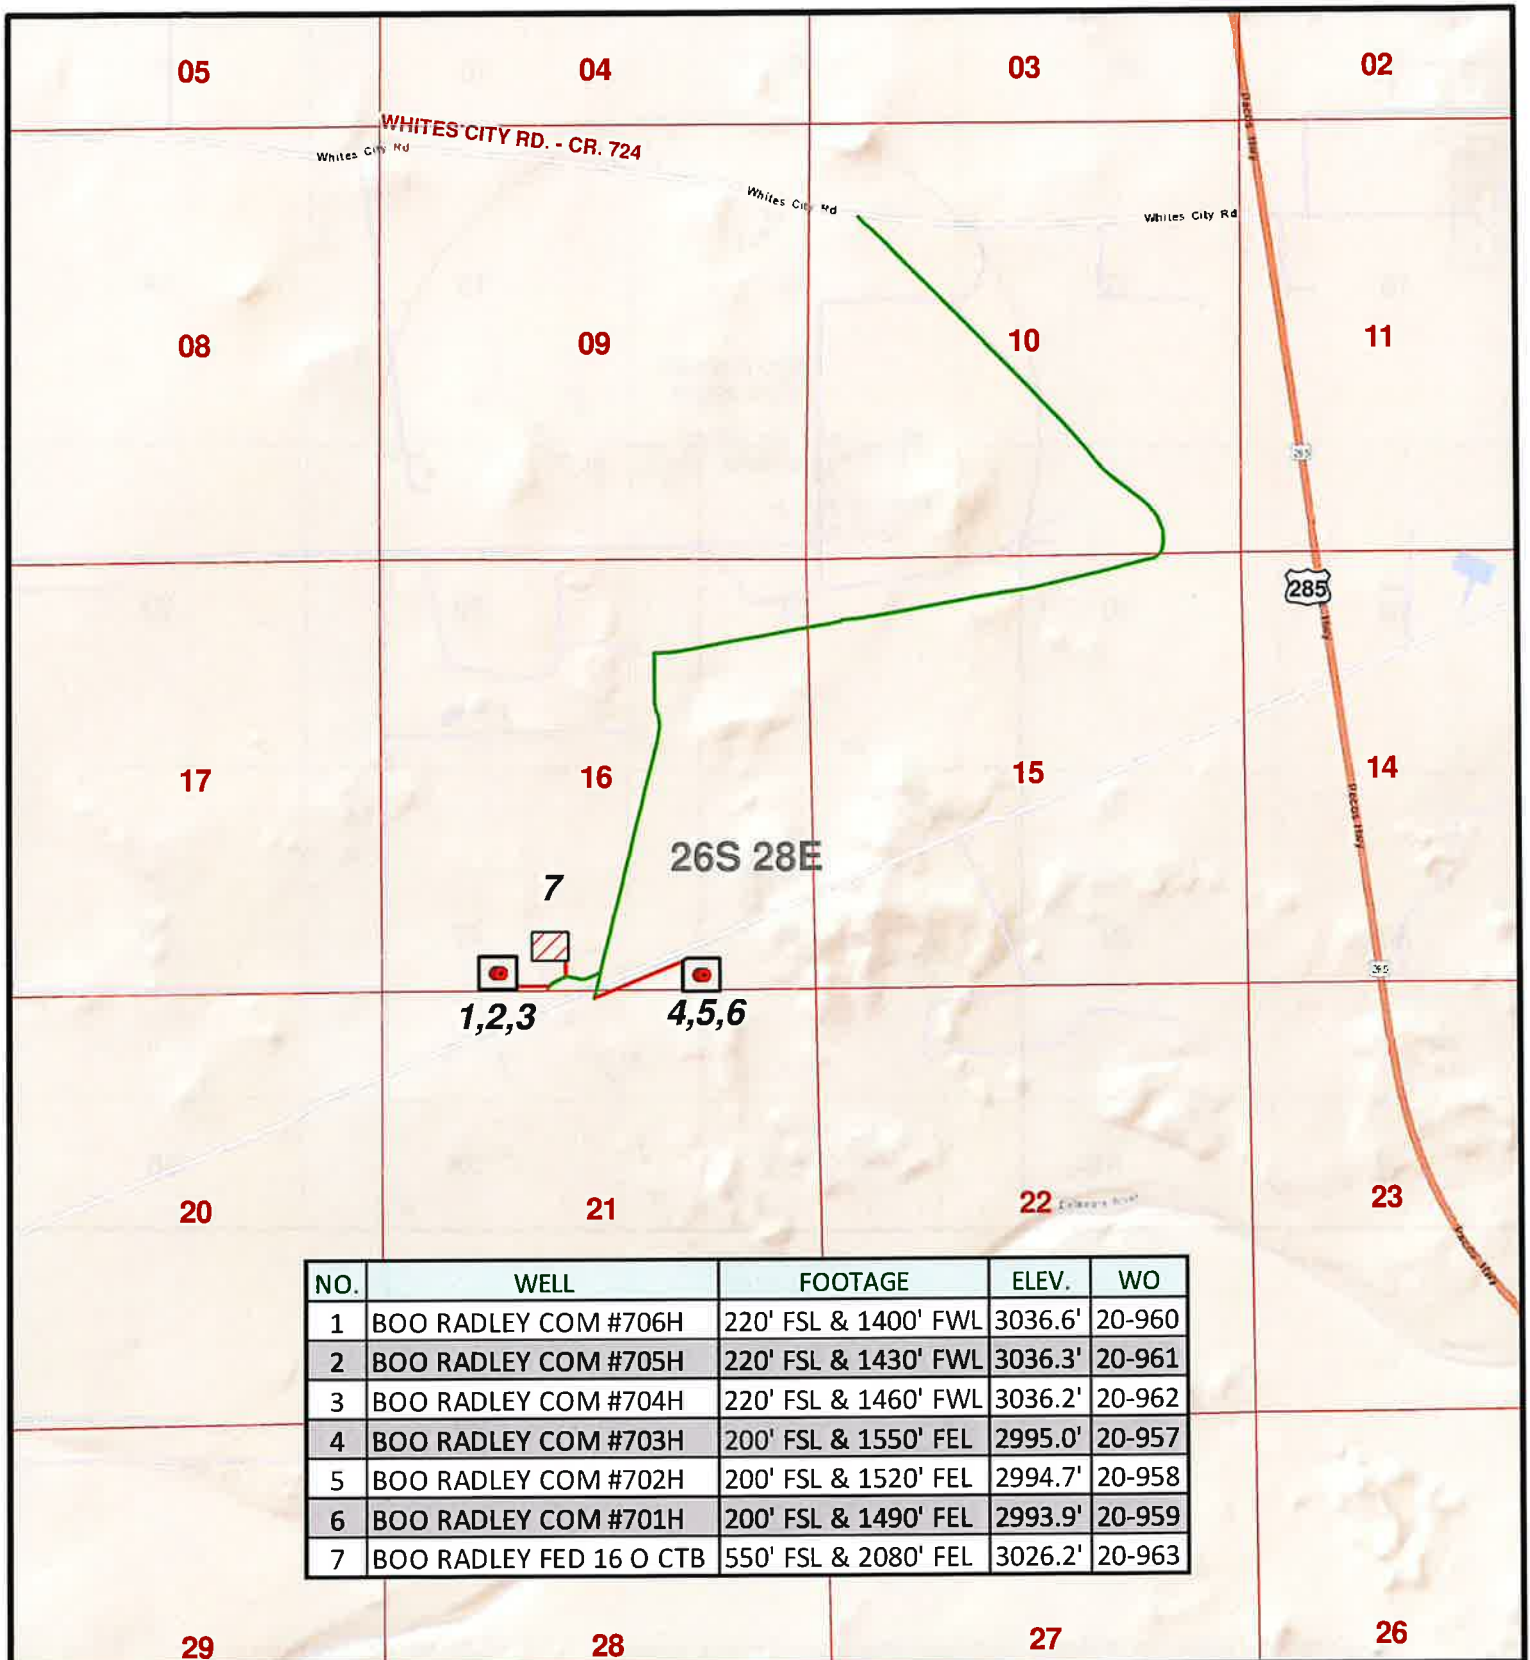 05 04 03 02
WHITES CITY RD. - CR. 724
Whites City Rd
Whites City Rd
Whites City Rd
Pecos Hwy
08 09 10 11
285
285
Hwy
17 16 15 14
Pecos Hwy
26S 28E
7
285
1,2,3 4,5,6
20 21 22 23
Delaware River
Pecos Hwy
NO. WELL FOOTAGE ELEV. WO
1 BOO RADLEY COM #706H 220' FSL & 1400' FWL 3036.6' 20-960
2 BOO RADLEY COM #705H 220' FSL & 1430' FWL 3036.3' 20-961
3 BOO RADLEY COM #704H 220' FSL & 1460' FWL 3036.2' 20-962
4 BOO RADLEY COM #703H 200' FSL & 1550' FEL 2995.0' 20-957
5 BOO RADLEY COM #702H 200' FSL & 1520' FEL 2994.7' 20-958
6 BOO RADLEY COM #701H 200' FSL & 1490' FEL 2993.9' 20-959
7 BOO RADLEY FED 16 O CTB 550' FSL & 2080' FEL 3026.2' 20-963
29 28 27 26